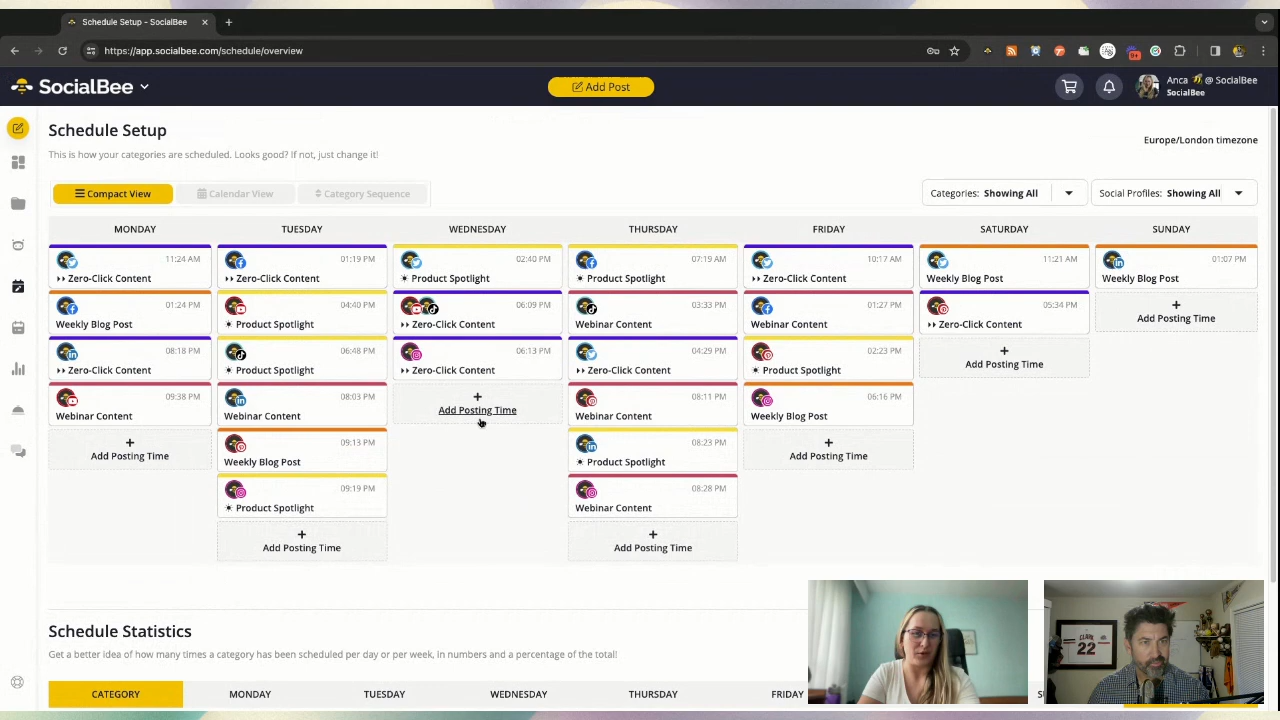 Schedule Setup - SocialBee
https://app.socialbee.com/schedule/overview
9+
SocialBee
Add Post
Anca @ SocialBee
SocialBee
Schedule Setup
This is how your categories are scheduled. Looks good? If not, just change it!
Europe/London timezone
Compact View
Calendar View
Category Sequence
Categories: Showing All
Social Profiles: Showing All
MONDAY
TUESDAY
WEDNESDAY
THURSDAY
FRIDAY
SATURDAY
SUNDAY
11:24 AM
Zero-Click Content
01:24 PM
Weekly Blog Post
08:18 PM
Zero-Click Content
09:38 PM
Webinar Content
Add Posting Time
01:19 PM
Zero-Click Content
04:40 PM
Product Spotlight
06:48 PM
Product Spotlight
08:03 PM
Webinar Content
09:13 PM
Weekly Blog Post
09:19 PM
Product Spotlight
Add Posting Time
02:40 PM
Product Spotlight
06:09 PM
Zero-Click Content
06:13 PM
Zero-Click Content
Add Posting Time
07:19 AM
Product Spotlight
03:33 PM
Webinar Content
04:29 PM
Zero-Click Content
08:11 PM
Webinar Content
08:23 PM
Product Spotlight
08:28 PM
Webinar Content
Add Posting Time
10:17 AM
Zero-Click Content
01:27 PM
Webinar Content
02:23 PM
Product Spotlight
06:16 PM
Weekly Blog Post
Add Posting Time
11:21 AM
Weekly Blog Post
05:34 PM
Zero-Click Content
Add Posting Time
01:07 PM
Weekly Blog Post
Add Posting Time
Schedule Statistics
Get a better idea of how many times a category has been scheduled per day or per week, in numbers and a percentage of the total!
CATEGORY
MONDAY
TUESDAY
WEDNESDAY
THURSDAY
FRIDAY
CLARK
22